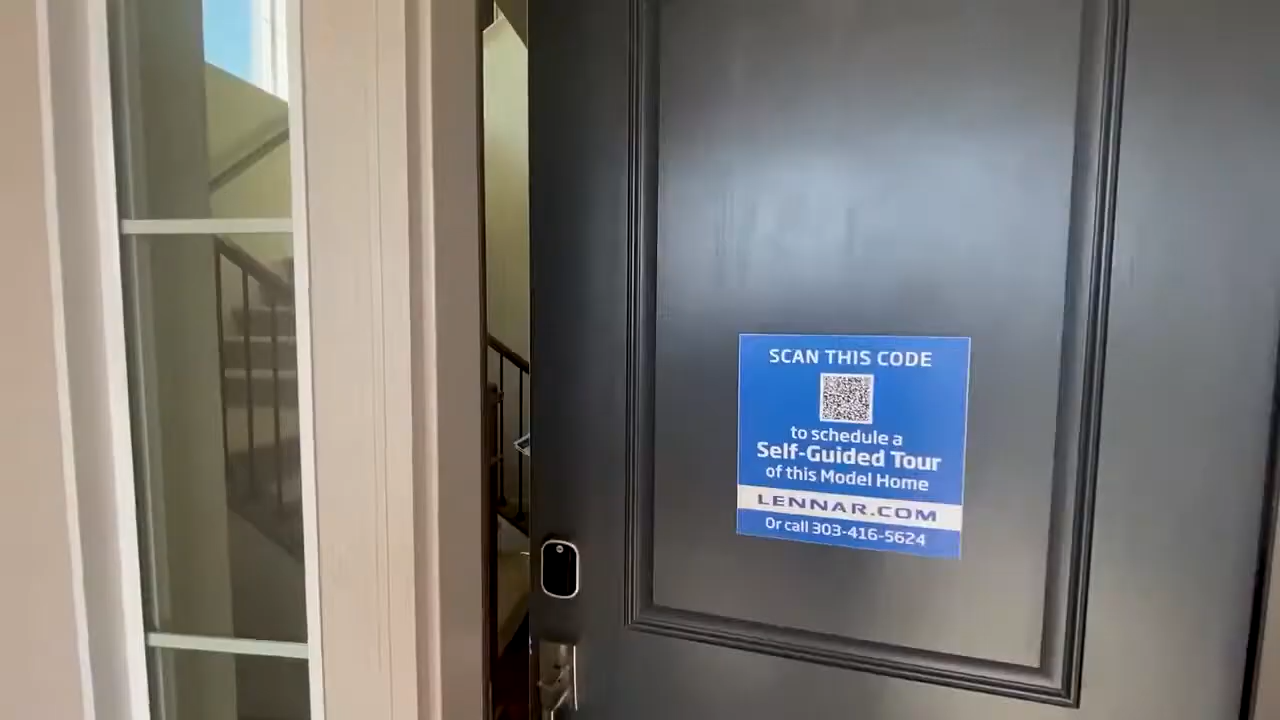 SCAN THIS CODE
to schedule a
Self-Guided Tour
of this Model Home
LENNAR.COM
Or call 303-416-5624